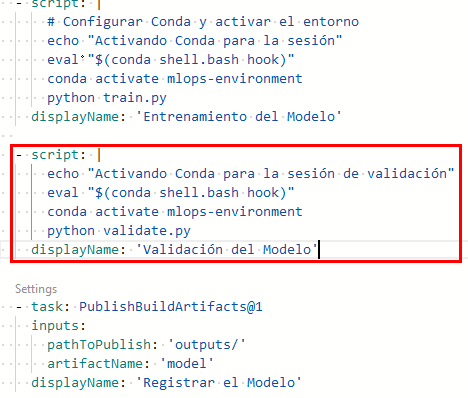 - script: |
# Configurar Conda y activar el entorno
echo "Activando Conda para la sesión"
eval "$(conda shell.bash hook)"
conda activate mlops-environment
python train.py
displayName: 'Entrenamiento del Modelo'
- script: |
echo "Activando Conda para la sesión de validación"
eval "$(conda shell.bash hook)"
conda activate mlops-environment
python validate.py
displayName: 'Validación del Modelo'
Settings
- task: PublishBuildArtifacts@1
inputs:
pathToPublish: 'outputs/'
artifactName: 'model'
displayName: 'Registrar el Modelo'